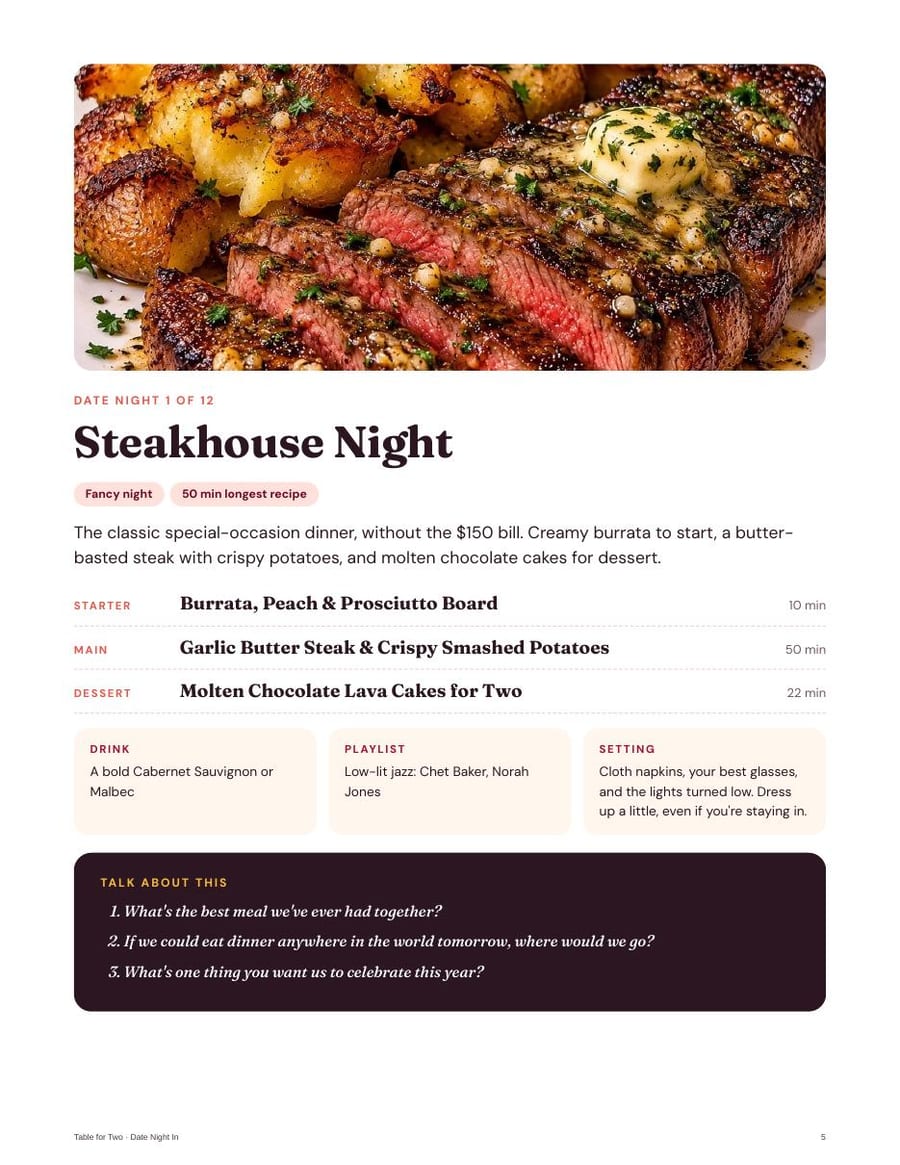 DATE NIGHT 1 OF 12
Steakhouse Night
Fancy night 50 min longest recipe
The classic special-occasion dinner, without the $150 bill. Creamy burrata to start, a butter-
basted steak with crispy potatoes, and molten chocolate cakes for dessert.
STARTER Burrata, Peach & Prosciutto Board 10 min
MAIN Garlic Butter Steak & Crispy Smashed Potatoes 50 min
DESSERT Molten Chocolate Lava Cakes for Two 22 min
DRINK
A bold Cabernet Sauvignon or
Malbec
PLAYLIST
Low-lit jazz: Chet Baker, Norah
Jones
SETTING
Cloth napkins, your best glasses,
and the lights turned low. Dress
up a little, even if you're staying in.
TALK ABOUT THIS
1. What's the best meal we've ever had together?
2. If we could eat dinner anywhere in the world tomorrow, where would we go?
3. What's one thing you want us to celebrate this year?
Table for Two · Date Night In 5